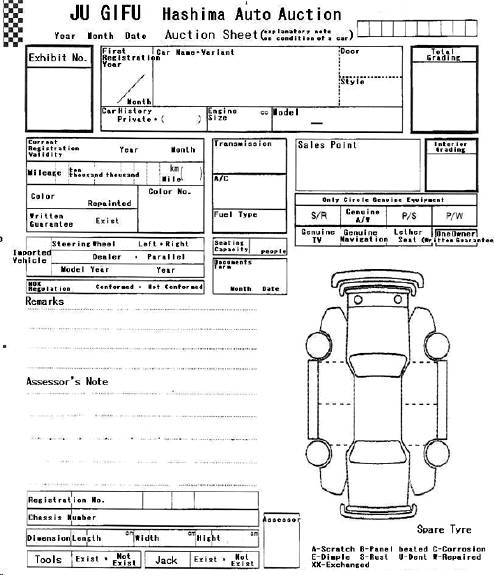 JU GIFU Hashima Auto Auction
Year Month Date Auction Sheet (explanatory note as condition of a car)
Exhibit No.
First Registration Year
Month
Car Name-Variant
Door
Style
Total Grading
Car History
Private・( )
Engine Size cc
Model
Current Registration Validity Year Month
Mileage ten thousand thousand km Mile )
Color
Repainted
Color No.
Written Guarantee Exist
Transmission
A/C
Fuel Type
Sales Point
Interior Grading
Only Circle Genuine Equipment
S/R Genuine A/W P/S P/W
Genuine TV Genuine Navigation Lether Seat OneOwner (Written Guarantee
Imported Vehicle
Steering Wheel Left・Right
Dealer・Parallel
Model Year Year
Seating Capacity people
Documents Term
Month Date
NOX Regulation Conformed・Not Conformed
Remarks
Assessor's Note
Registration No.
Chassis Number
Dimension Length cm Width cm Hight cm
Assessor
Tools Exist・Not Exist Jack Exist・Not Exist
Spare Tyre
A-Scratch B-Panel beated C-Corrosion
E-Dimple S-Rust U-Dent W-Repaired
XX-Exchanged